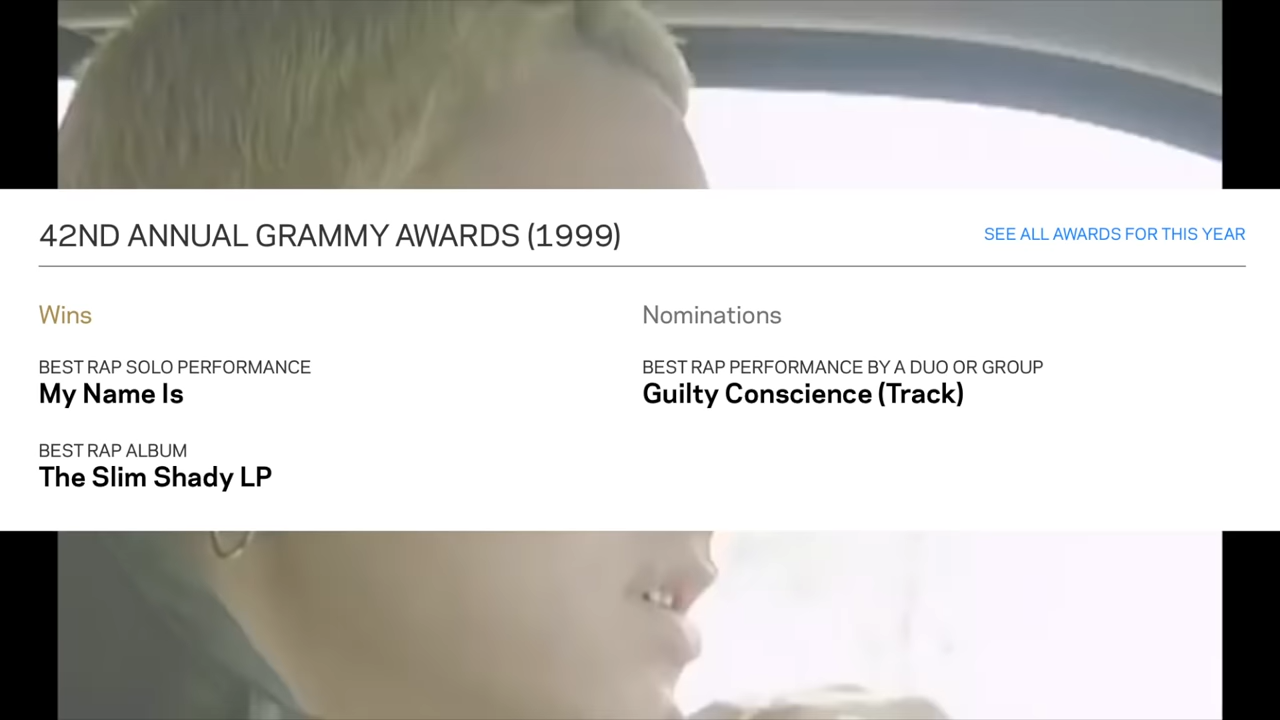 42ND ANNUAL GRAMMY AWARDS (1999)
SEE ALL AWARDS FOR THIS YEAR
Wins
Nominations
BEST RAP SOLO PERFORMANCE
My Name Is
BEST RAP PERFORMANCE BY A DUO OR GROUP
Guilty Conscience (Track)
BEST RAP ALBUM
The Slim Shady LP